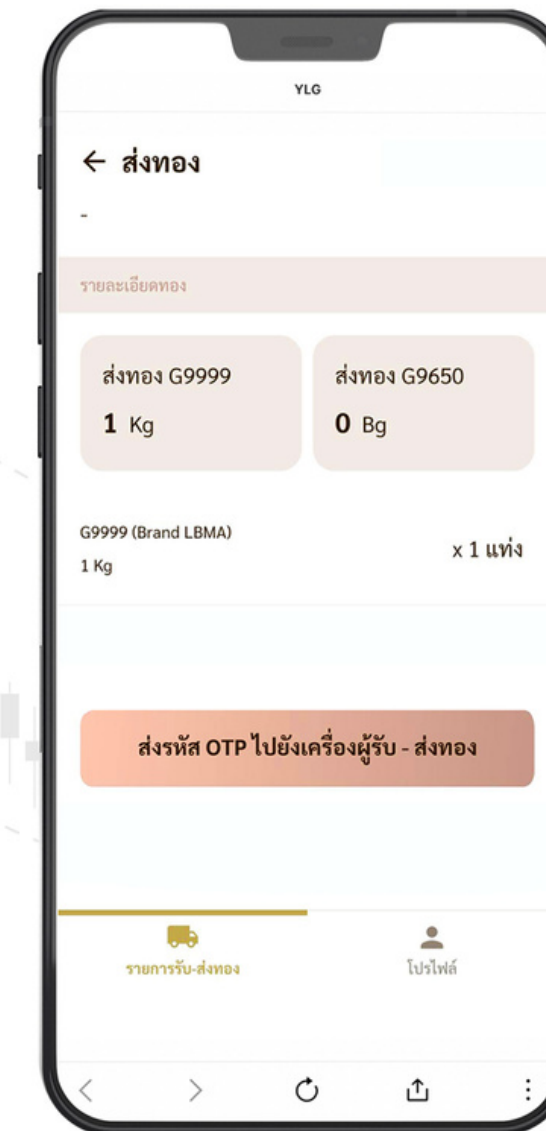 YLG
← ส่งทอง
-
รายละเอียดทอง
ส่งทอง G9999
1 Kg
ส่งทอง G9650
0 Bg
G9999 (Brand LBMA)
1 Kg
x 1 แท่ง
ส่งรหัส OTP ไปยังเครื่องผู้รับ - ส่งทอง
รายการรับ-ส่งทอง
โปรไฟล์